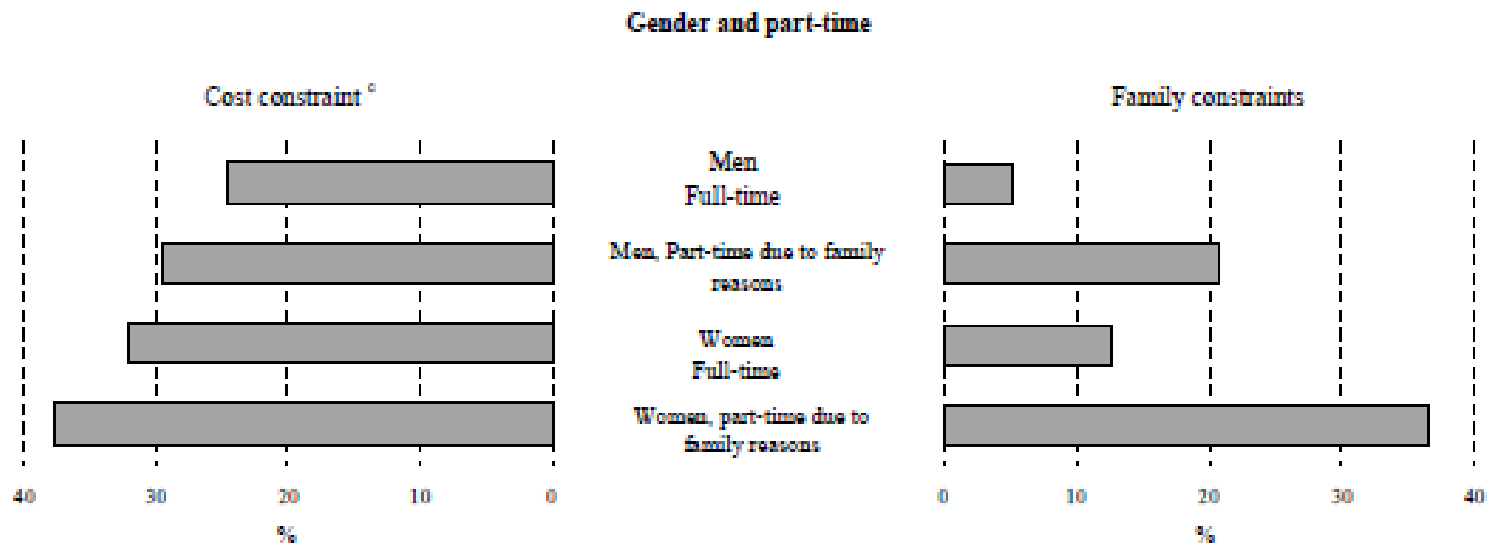 Gender and part-time
Cost constraint c
Family constraints
Men
Full-time
Men, Part-time due to family
reasons
Women
Full-time
Women, part-time due to
family reasons
40 30 20 10 0
%
0 10 20 30 40
%